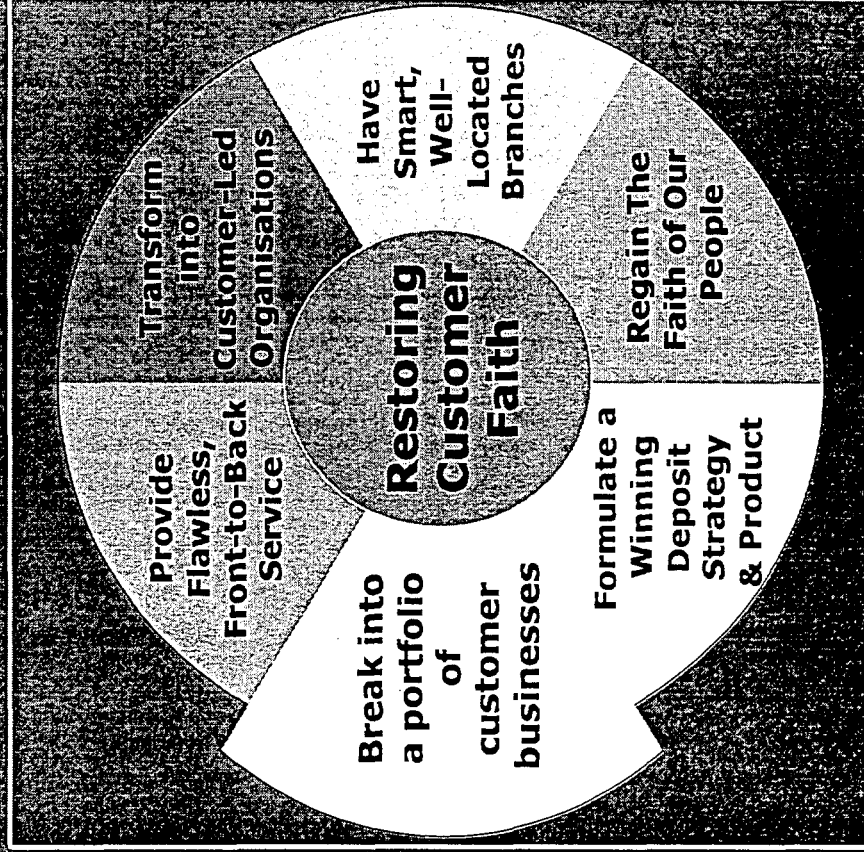 Break into
a portfolio
of
customer
businesses
Formulate a
Winning
Deposit
Strategy
& Product
Provide
Flawless,
Front-to-Back
Service
Restoring
Customer
Faith
Regain The
Faith of Our
People
Transform
into
Customer-Led
Organisations
Have
Smart,
Well-
Located
Branches